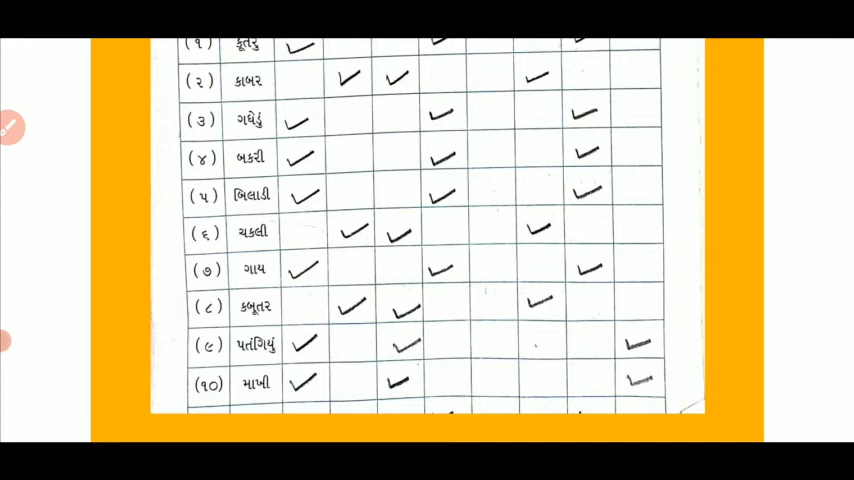 (૧) કૂતરું
(૨) કાબર
(૩) ગધેડું
(૪) બકરી
(૫) બિલાડી
(૬) ચકલી
(૭) ગાય
(૮) કબૂતર
(૯) પતંગિયું
(૧૦) માખી